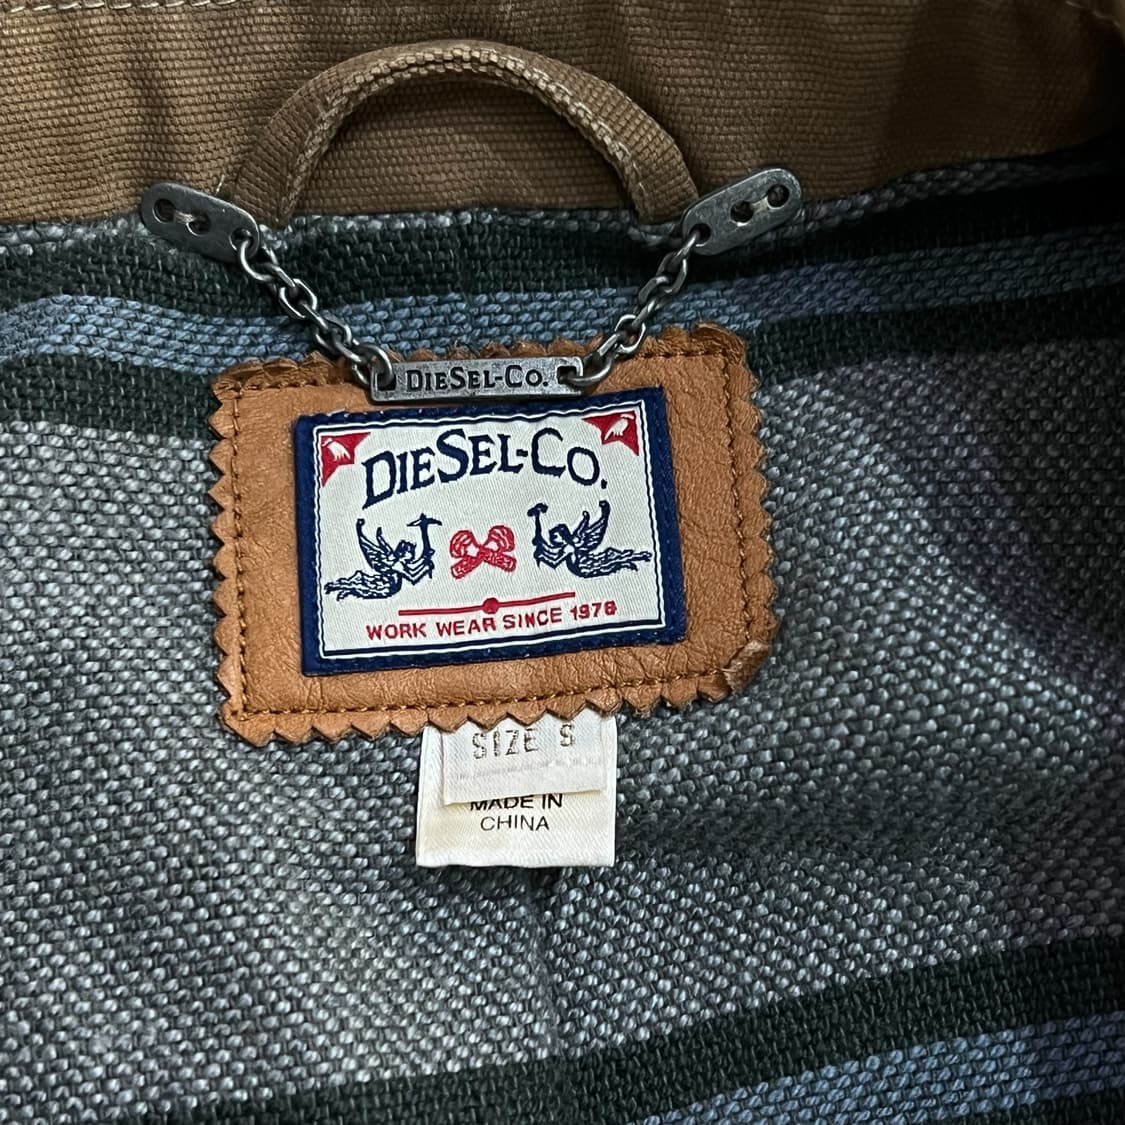 DIESEL-CO.
DIESEL-CO.
WORK WEAR SINCE 1978
SIZE S
MADE IN
CHINA